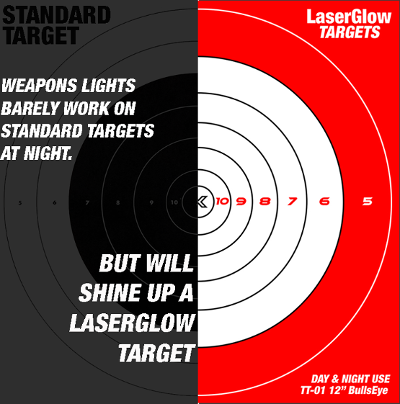 STANDARD
TARGET
WEAPONS LIGHTS
BARELY WORK ON
STANDARD TARGETS
AT NIGHT.
BUT WILL
SHINE UP A
LASERGLOW
TARGET
LaserGlow
TARGETS
5 6 7 8 9 10 X 10 9 8 7 6 5
DAY & NIGHT USE
TT-01 12” BullsEye